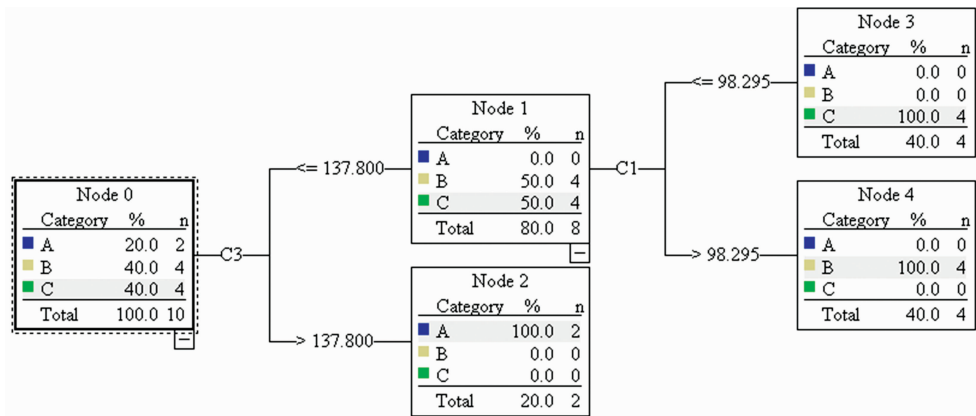 Node 0
Category % n
A 20.0 2
B 40.0 4
C 40.0 4
Total 100.0 10
C3
<= 137.800
> 137.800
Node 1
Category % n
A 0.0 0
B 50.0 4
C 50.0 4
Total 80.0 8
Node 2
Category % n
A 100.0 2
B 0.0 0
C 0.0 0
Total 20.0 2
C1
<= 98.295
> 98.295
Node 3
Category % n
A 0.0 0
B 0.0 0
C 100.0 4
Total 40.0 4
Node 4
Category % n
A 0.0 0
B 100.0 4
C 0.0 0
Total 40.0 4